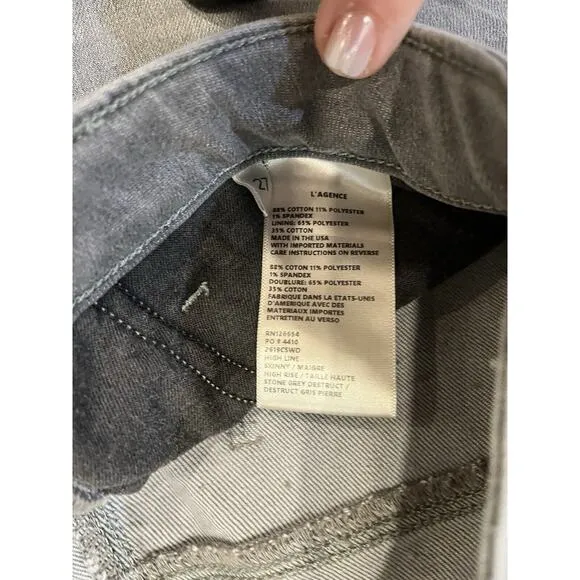 27
L'AGENCE
88% COTON 11% POLYESTER
1% SPANDEX
LINING: 65% POLYESTER
35% COTON
MADE IN THE USA
WITH IMPORTED MATERIALS
CARE INSTRUCTIONS ON REVERSE
88% COTON 11% POLYESTER
1% SPANDEX
DOUBLURE: 65% POLYESTER
35% COTON
FABRIQUE DANS LA ETATS-UNIS
D'AMERIQUE AVEC DES
MATERIAUX IMPORTES
ENTRETIEN AU VERSO
RN126654
PO # 4410
2619CSWD
HIGH LINE
SKINNY / MAIGRE
HIGH RISE / TAILLE HAUTE
STONE GREY DESTRUCT /
DESTRUCT GRIS PIERRE